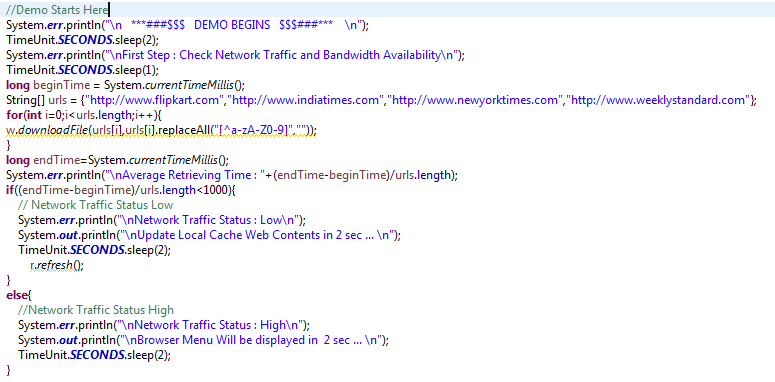 //Demo Starts Here
System.err.println("\n   ***###$$$   DEMO BEGINS   $$$###***    \n");
TimeUnit.SECONDS.sleep(2);
System.err.println("\nFirst Step : Check Network Traffic and Bandwidth Availability\n");
TimeUnit.SECONDS.sleep(1);
long beginTime = System.currentTimeMillis();
String[] urls = {"http://www.flipkart.com","http://www.indiatimes.com","http://www.newyorktimes.com","http://www.weeklystandard.com"};
for(int i=0;i<urls.length;i++){
w.downloadFile(urls[i],urls[i].replaceAll("[^a-zA-Z0-9]",""));
}
long endTime=System.currentTimeMillis();
System.err.println("\nAverage Retrieving Time : "+(endTime-beginTime)/urls.length);
if((endTime-beginTime)/urls.length<1000){
    // Network Traffic Status Low
    System.err.println("\nNetwork Traffic Status : Low\n");
    System.out.println("\nUpdate Local Cache Web Contents in 2 sec ... \n");
    TimeUnit.SECONDS.sleep(2);
        r.refresh();
}
else{
    //Network Traffic Status High
    System.err.println("\nNetwork Traffic Status : High\n");
    System.out.println("\nBrowser Menu Will be displayed in  2 sec ... \n");
    TimeUnit.SECONDS.sleep(2);
}